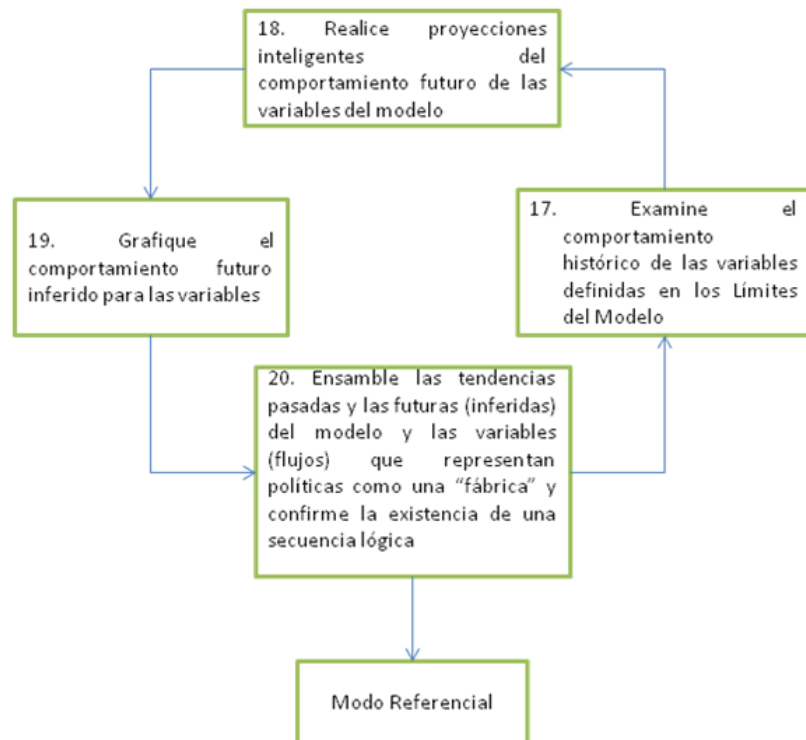 18. Realice proyecciones
inteligentes del
comportamiento futuro de las
variables del modelo
19. Grafique el
comportamiento futuro
inferido para las variables
17. Examine el
comportamiento
histórico de las variables
definidas en los Límites
del Modelo
20. Ensamble las tendencias
pasadas y las futuras (inferidas)
del modelo y las variables
(flujos) que representan
políticas como una “fábrica” y
confirme la existencia de una
secuencia lógica
Modo Referencial